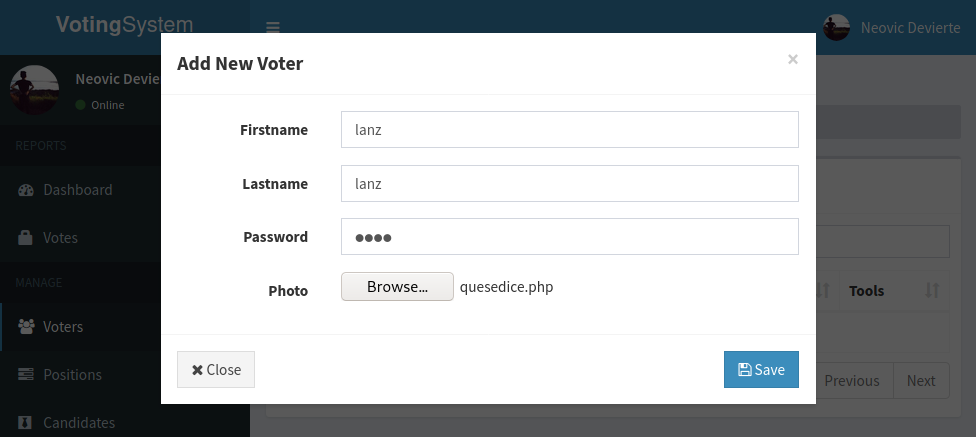 VotingSystem
Neovic Devierte
Neovic Devie
Online
REPORTS
Dashboard
Votes
MANAGE
Voters
Positions
Candidates
Add New Voter
×
Firstname
lanz
Lastname
lanz
Password
●●●●
Photo
Browse... quesedice.php
Close
Save
Tools
Previous
Next